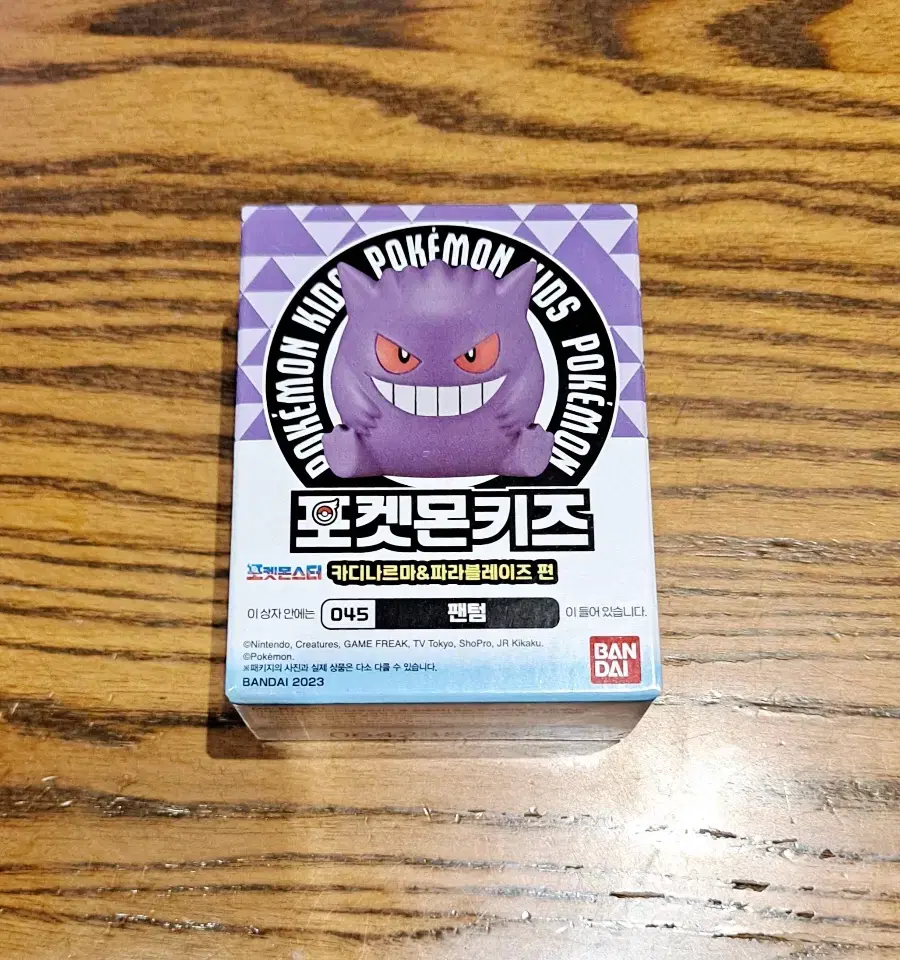 POKÉMON KIDS POKÉMON KIDS POKÉMON
포켓몬키즈
포켓몬스터 카디나르마&파라블레이즈 편
이 상자 안에는 045 팬텀 이 들어 있습니다.
©Nintendo, Creatures, GAME FREAK, TV Tokyo, ShoPro, JR Kikaku.
©Pokémon.
※패키지의 사진과 실제 상품은 다소 다를 수 있습니다.
BANDAI 2023
BAN
DAI